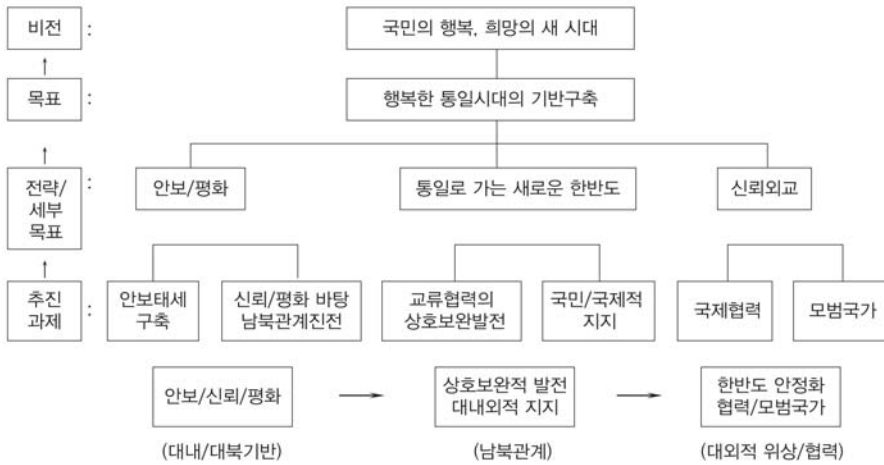 비전 : 국민의 행복, 희망의 새 시대
목표 : 행복한 통일시대의 기반구축
전략/
세부
목표
: 안보/평화 통일로 가는 새로운 한반도 신뢰외교
추진
과제
:
안보태세
구축
신뢰/평화 바탕
남북관계진전
교류협력의
상호보완발전
국민/국제적
지지
국제협력
모범국가
안보/신뢰/평화
상호보완적 발전
대내외적 지지
한반도 안정화
협력/모범국가
(대내/대북기반) (남북관계) (대외적 위상/협력)